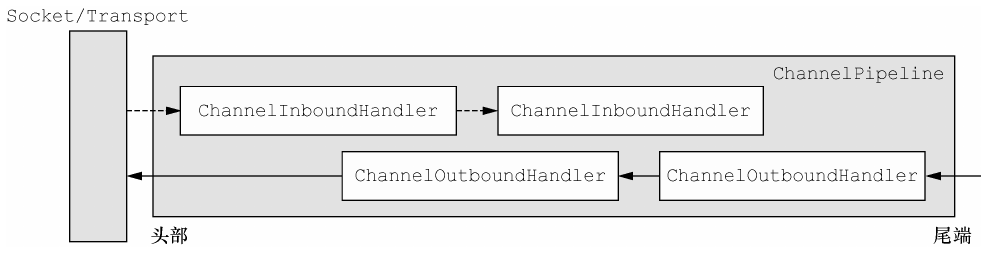 Socket/Transport
ChannelPipeline
ChannelInboundHandler
ChannelInboundHandler
ChannelOutboundHandler
ChannelOutboundHandler
头部
尾端